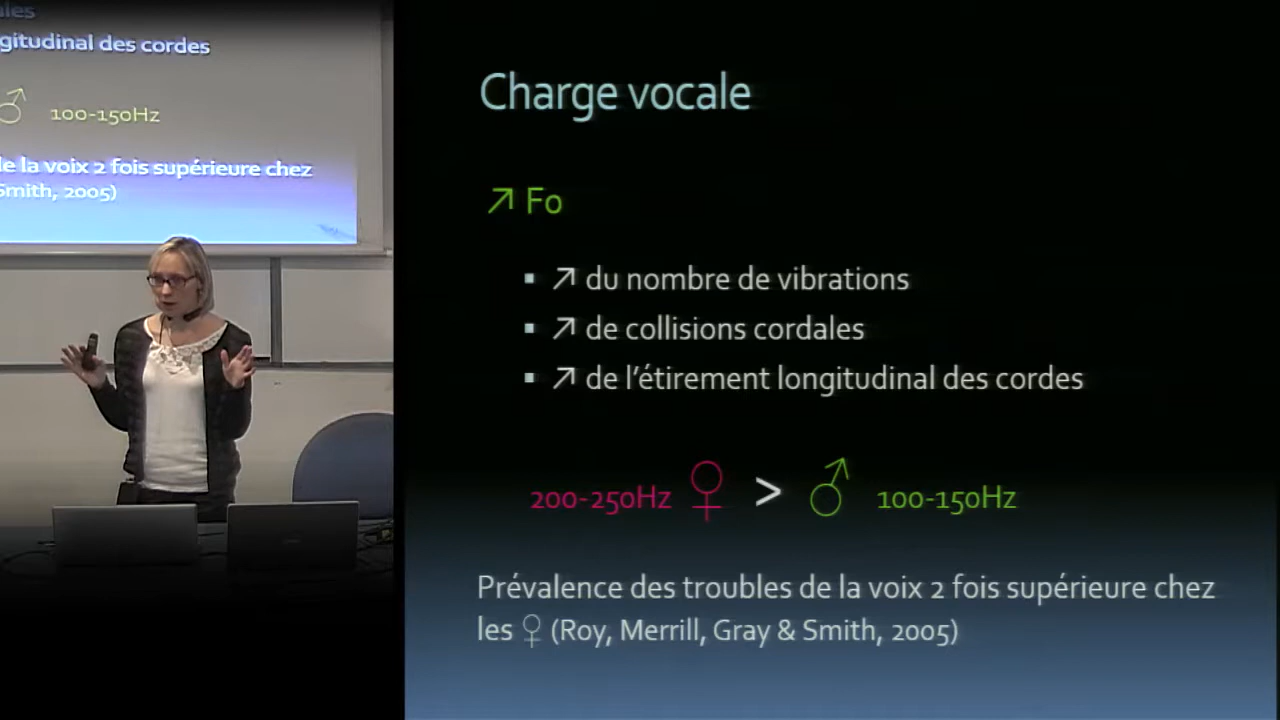 ales
gitudinal des cordes
♂ 100-150Hz
de la voix 2 fois supérieure chez
Smith, 2005)
Charge vocale
↗ Fo
▪ ↗ du nombre de vibrations
▪ ↗ de collisions cordales
▪ ↗ de l'étirement longitudinal des cordes
200-250Hz ♀ > ♂ 100-150Hz
Prévalence des troubles de la voix 2 fois supérieure chez
les ♀ (Roy, Merrill, Gray & Smith, 2005)